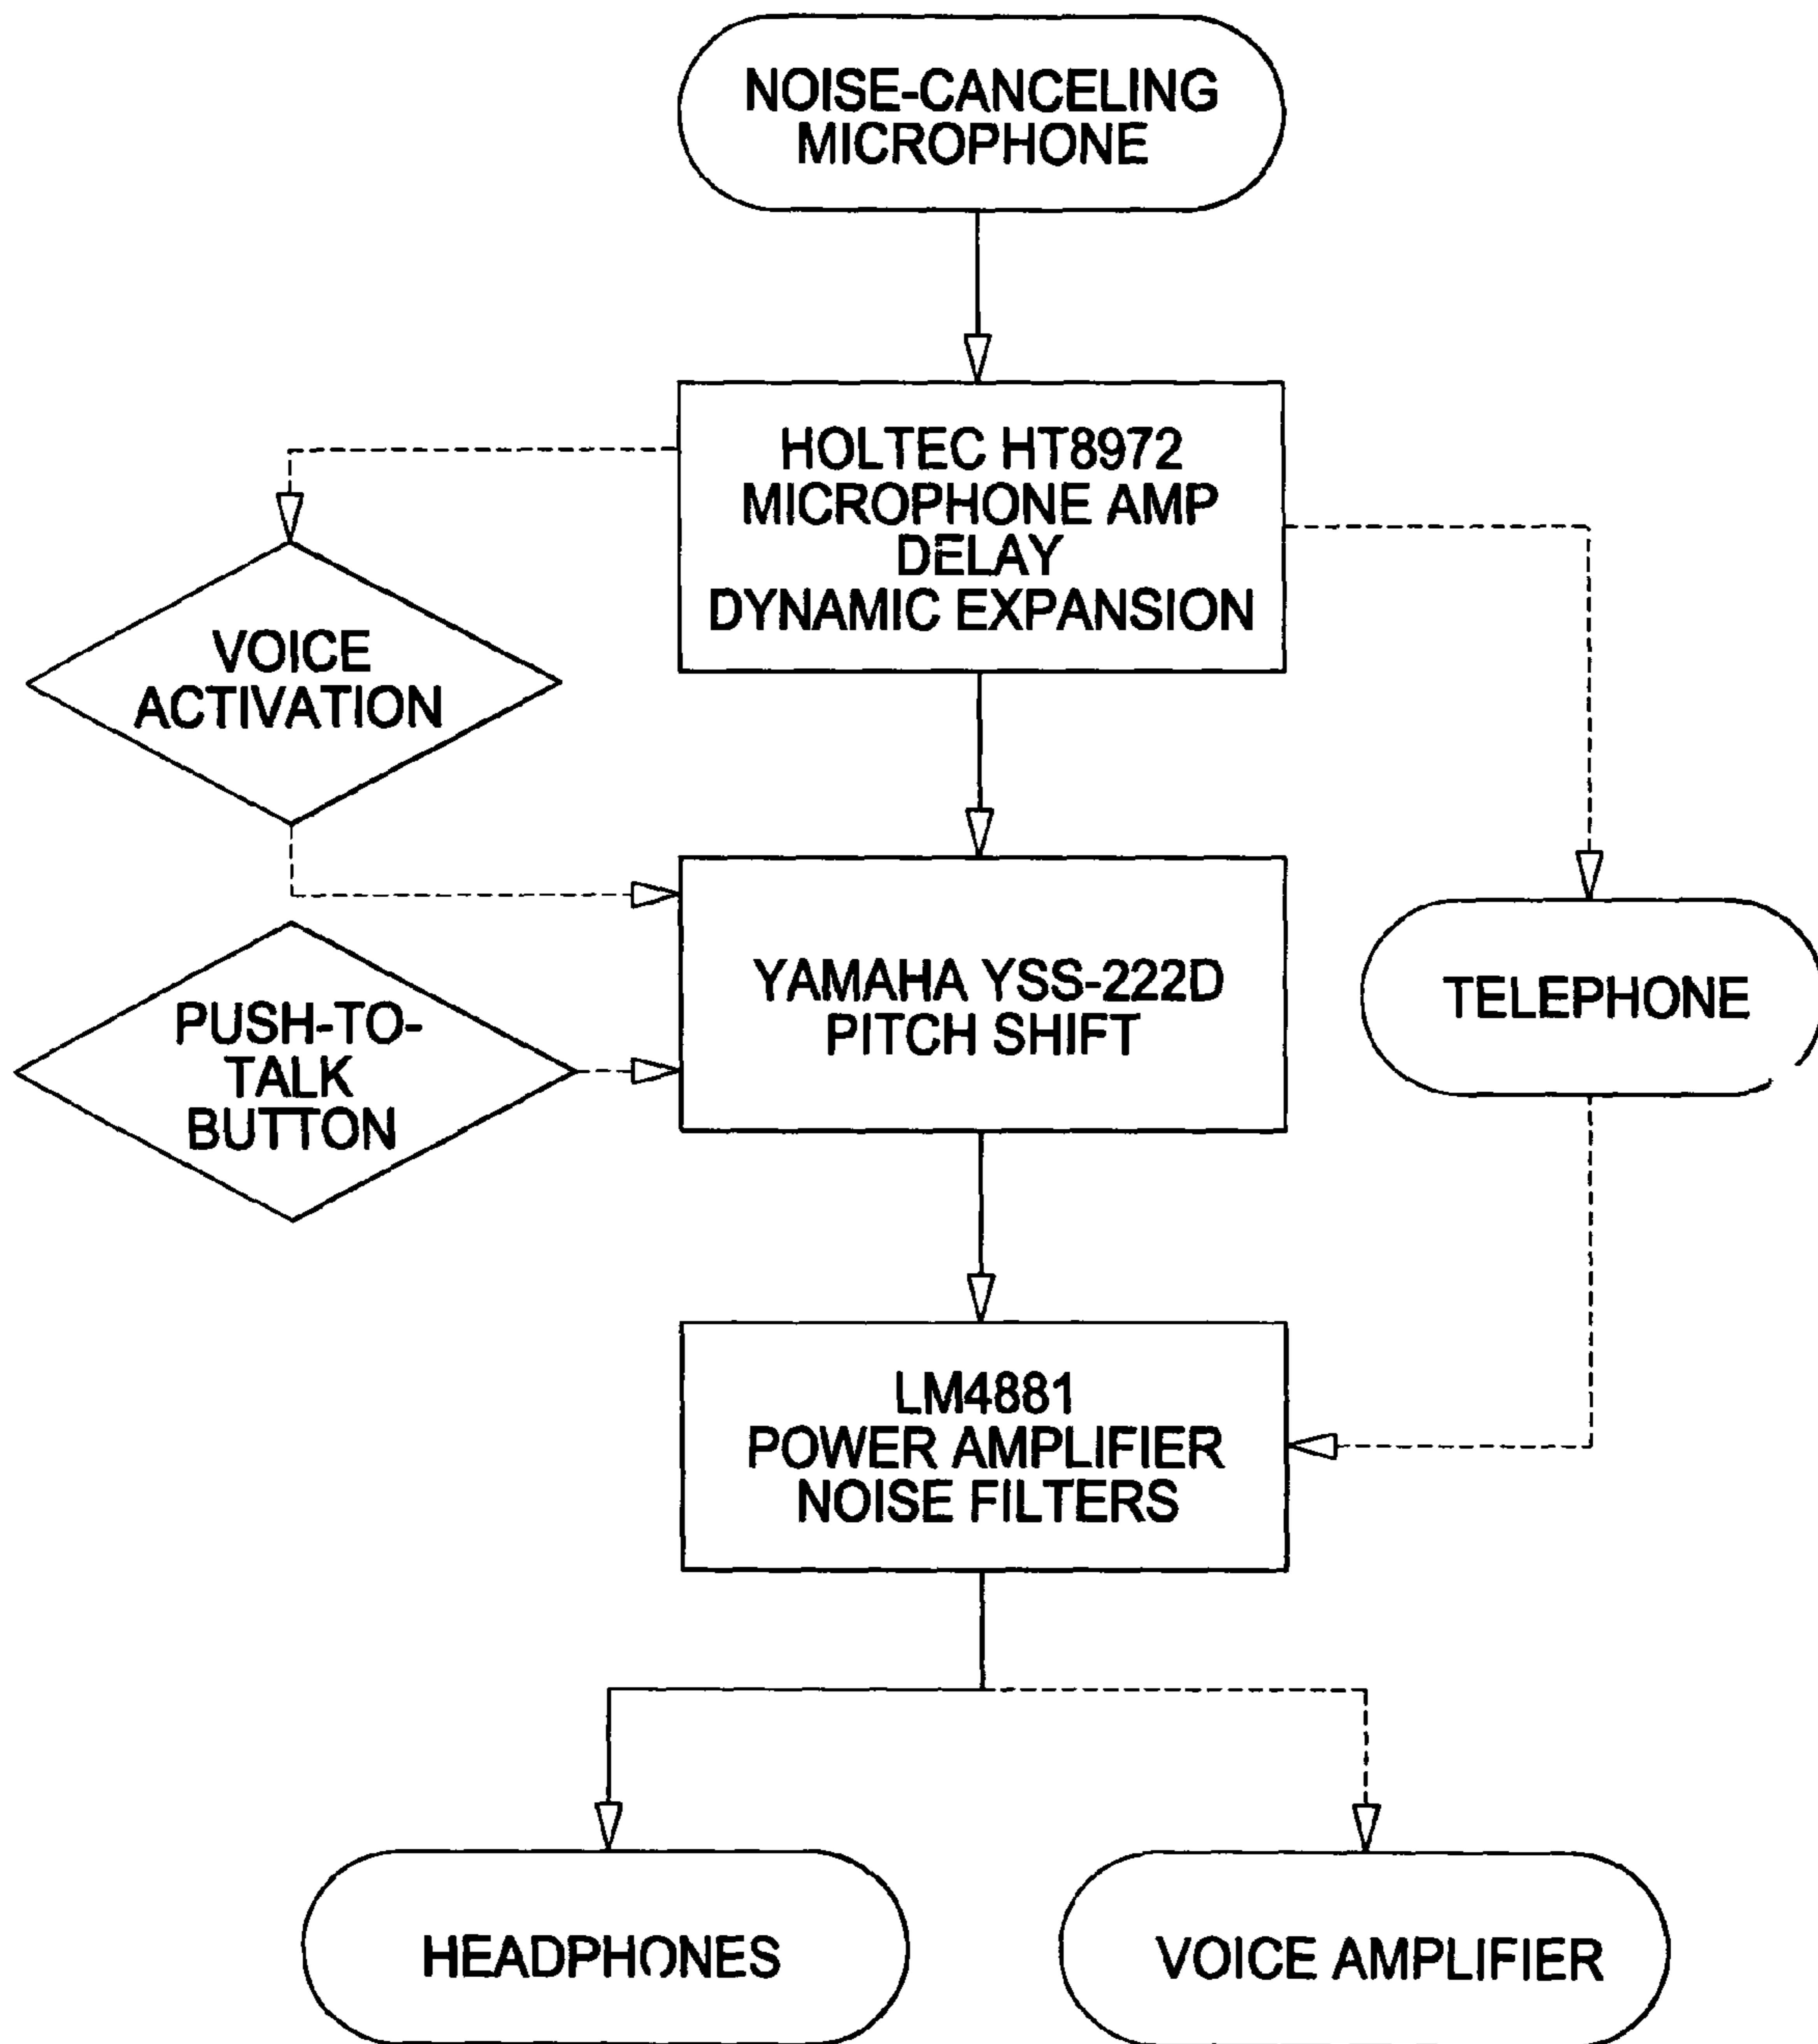 NOISE-CANCELING
MICROPHONE
HOLTEC HT8972
MICROPHONE AMP
DELAY
DYNAMIC EXPANSION
VOICE
ACTIVATION
YAMAHA YSS-222D
PITCH SHIFT
TELEPHONE
PUSH-TO-
TALK
BUTTON
LM4881
POWER AMPLIFIER
NOISE FILTERS
HEADPHONES
VOICE AMPLIFIER